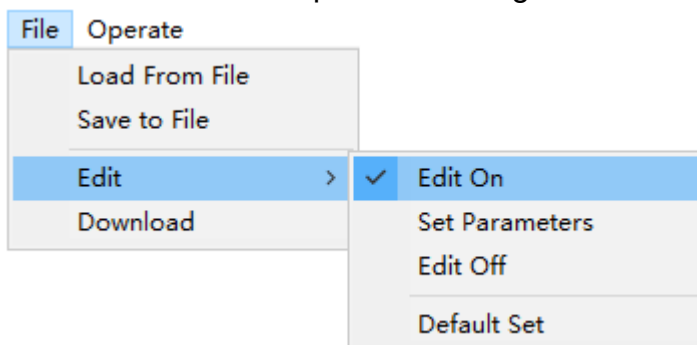 File Operate
Load From File
Save to File
Edit > Edit On
Download Set Parameters
Edit Off
Default Set